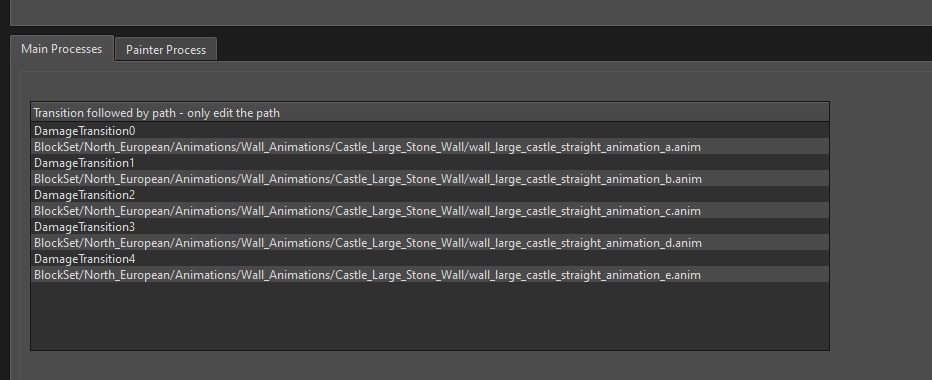 Main Processes
Painter Process
Transition followed by path - only edit the path
DamageTransition0
BlockSet/North_European/Animations/Wall_Animations/Castle_Large_Stone_Wall/wall_large_castle_straight_animation_a.anim
DamageTransition1
BlockSet/North_European/Animations/Wall_Animations/Castle_Large_Stone_Wall/wall_large_castle_straight_animation_b.anim
DamageTransition2
BlockSet/North_European/Animations/Wall_Animations/Castle_Large_Stone_Wall/wall_large_castle_straight_animation_c.anim
DamageTransition3
BlockSet/North_European/Animations/Wall_Animations/Castle_Large_Stone_Wall/wall_large_castle_straight_animation_d.anim
DamageTransition4
BlockSet/North_European/Animations/Wall_Animations/Castle_Large_Stone_Wall/wall_large_castle_straight_animation_e.anim